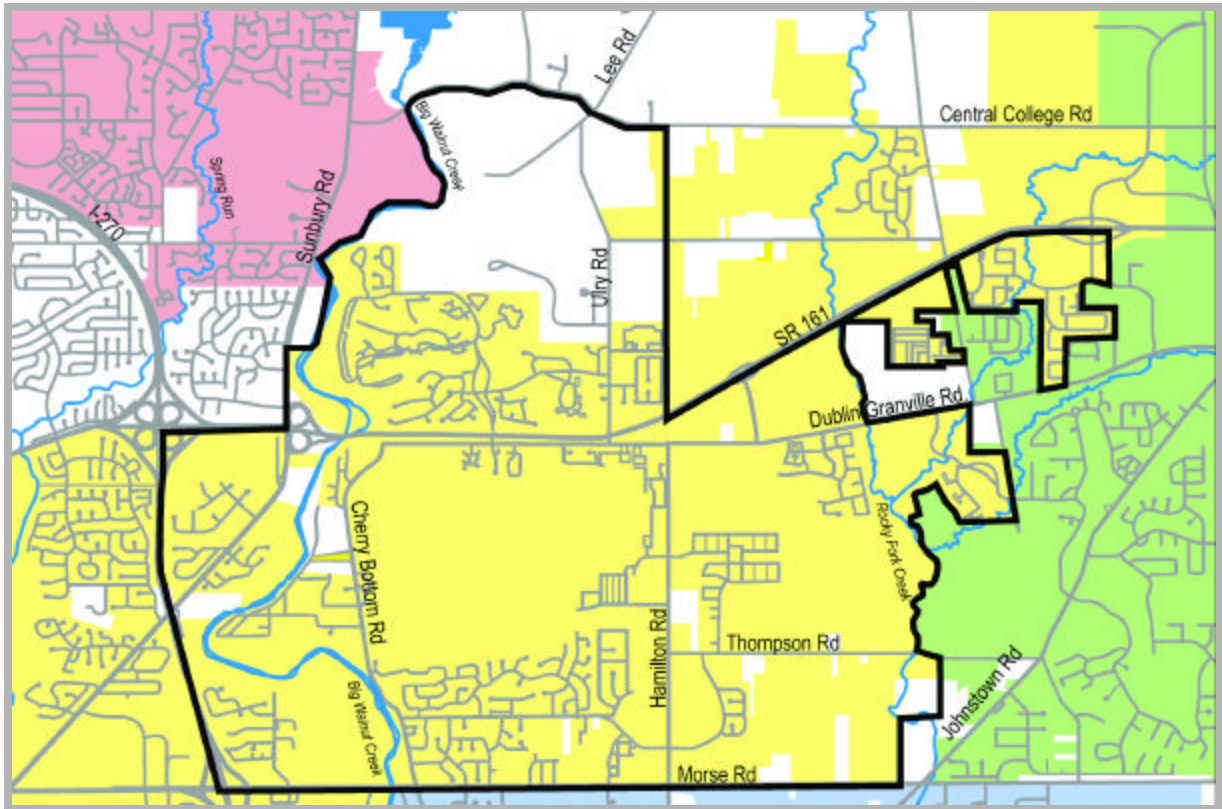 Lee Rd
Central College Rd
Big Walnut Creek
Spring Run
Sunbury Rd
I-270
Ulry Rd
SR 161
Dublin Granville Rd
Cherry Bottom Rd
Rocky Fork Creek
Hamilton Rd
Thompson Rd
Johnstown Rd
Big Walnut Creek
Morse Rd